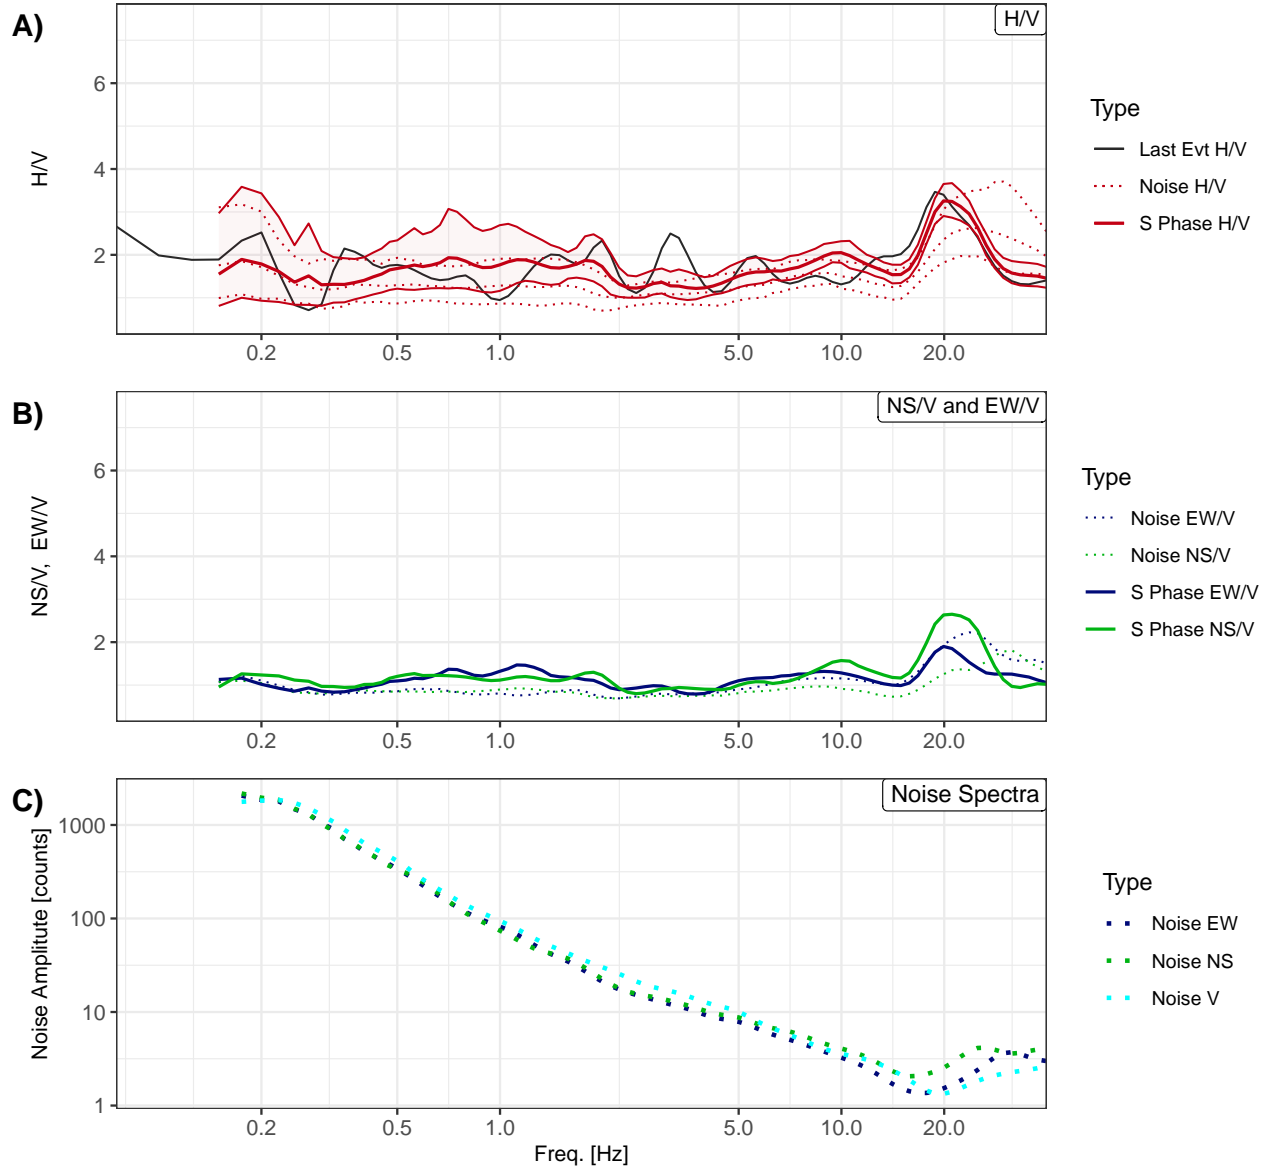 A)
H/V
6
4
2
H/V
0.2 0.5 1.0 5.0 10.0 20.0
Type
Last Evt H/V
Noise H/V
S Phase H/V
B)
NS/V and EW/V
6
4
2
NS/V,  EW/V
0.2 0.5 1.0 5.0 10.0 20.0
Type
Noise EW/V
Noise NS/V
S Phase EW/V
S Phase NS/V
C)
Noise Spectra
1000
100
10
1
Noise Amplitute [counts]
0.2 0.5 1.0 5.0 10.0 20.0
Freq. [Hz]
Type
Noise EW
Noise NS
Noise V